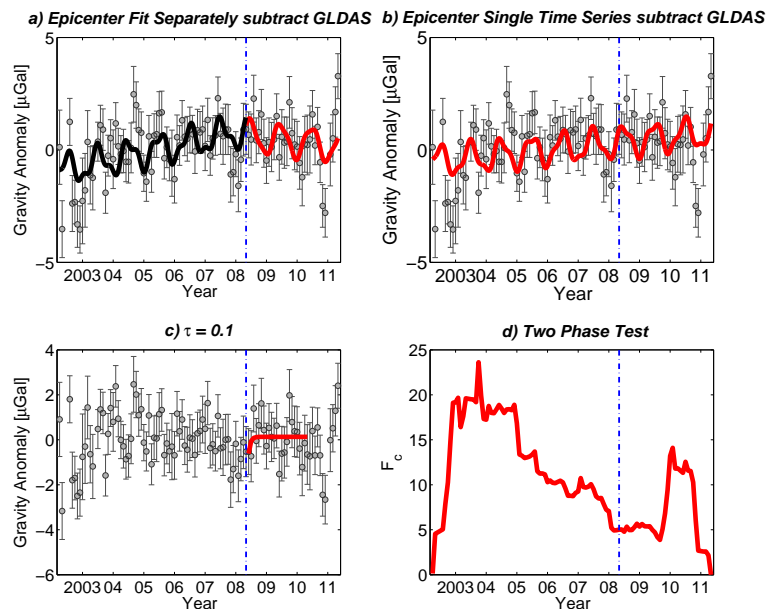 a) Epicenter Fit Separately subtract GLDAS
Gravity Anomaly [μGal]
5
0
−5
2003 04 05 06 07 08 09 10 11
Year
b) Epicenter Single Time Series subtract GLDAS
Gravity Anomaly [μGal]
5
0
−5
2003 04 05 06 07 08 09 10 11
Year
c) τ = 0.1
Gravity Anomaly [μGal]
4
2
0
−2
−4
−6
2003 04 05 06 07 08 09 10 11
Year
d) Two Phase Test
F_c
25
20
15
10
5
0
2003 04 05 06 07 08 09 10 11
Year